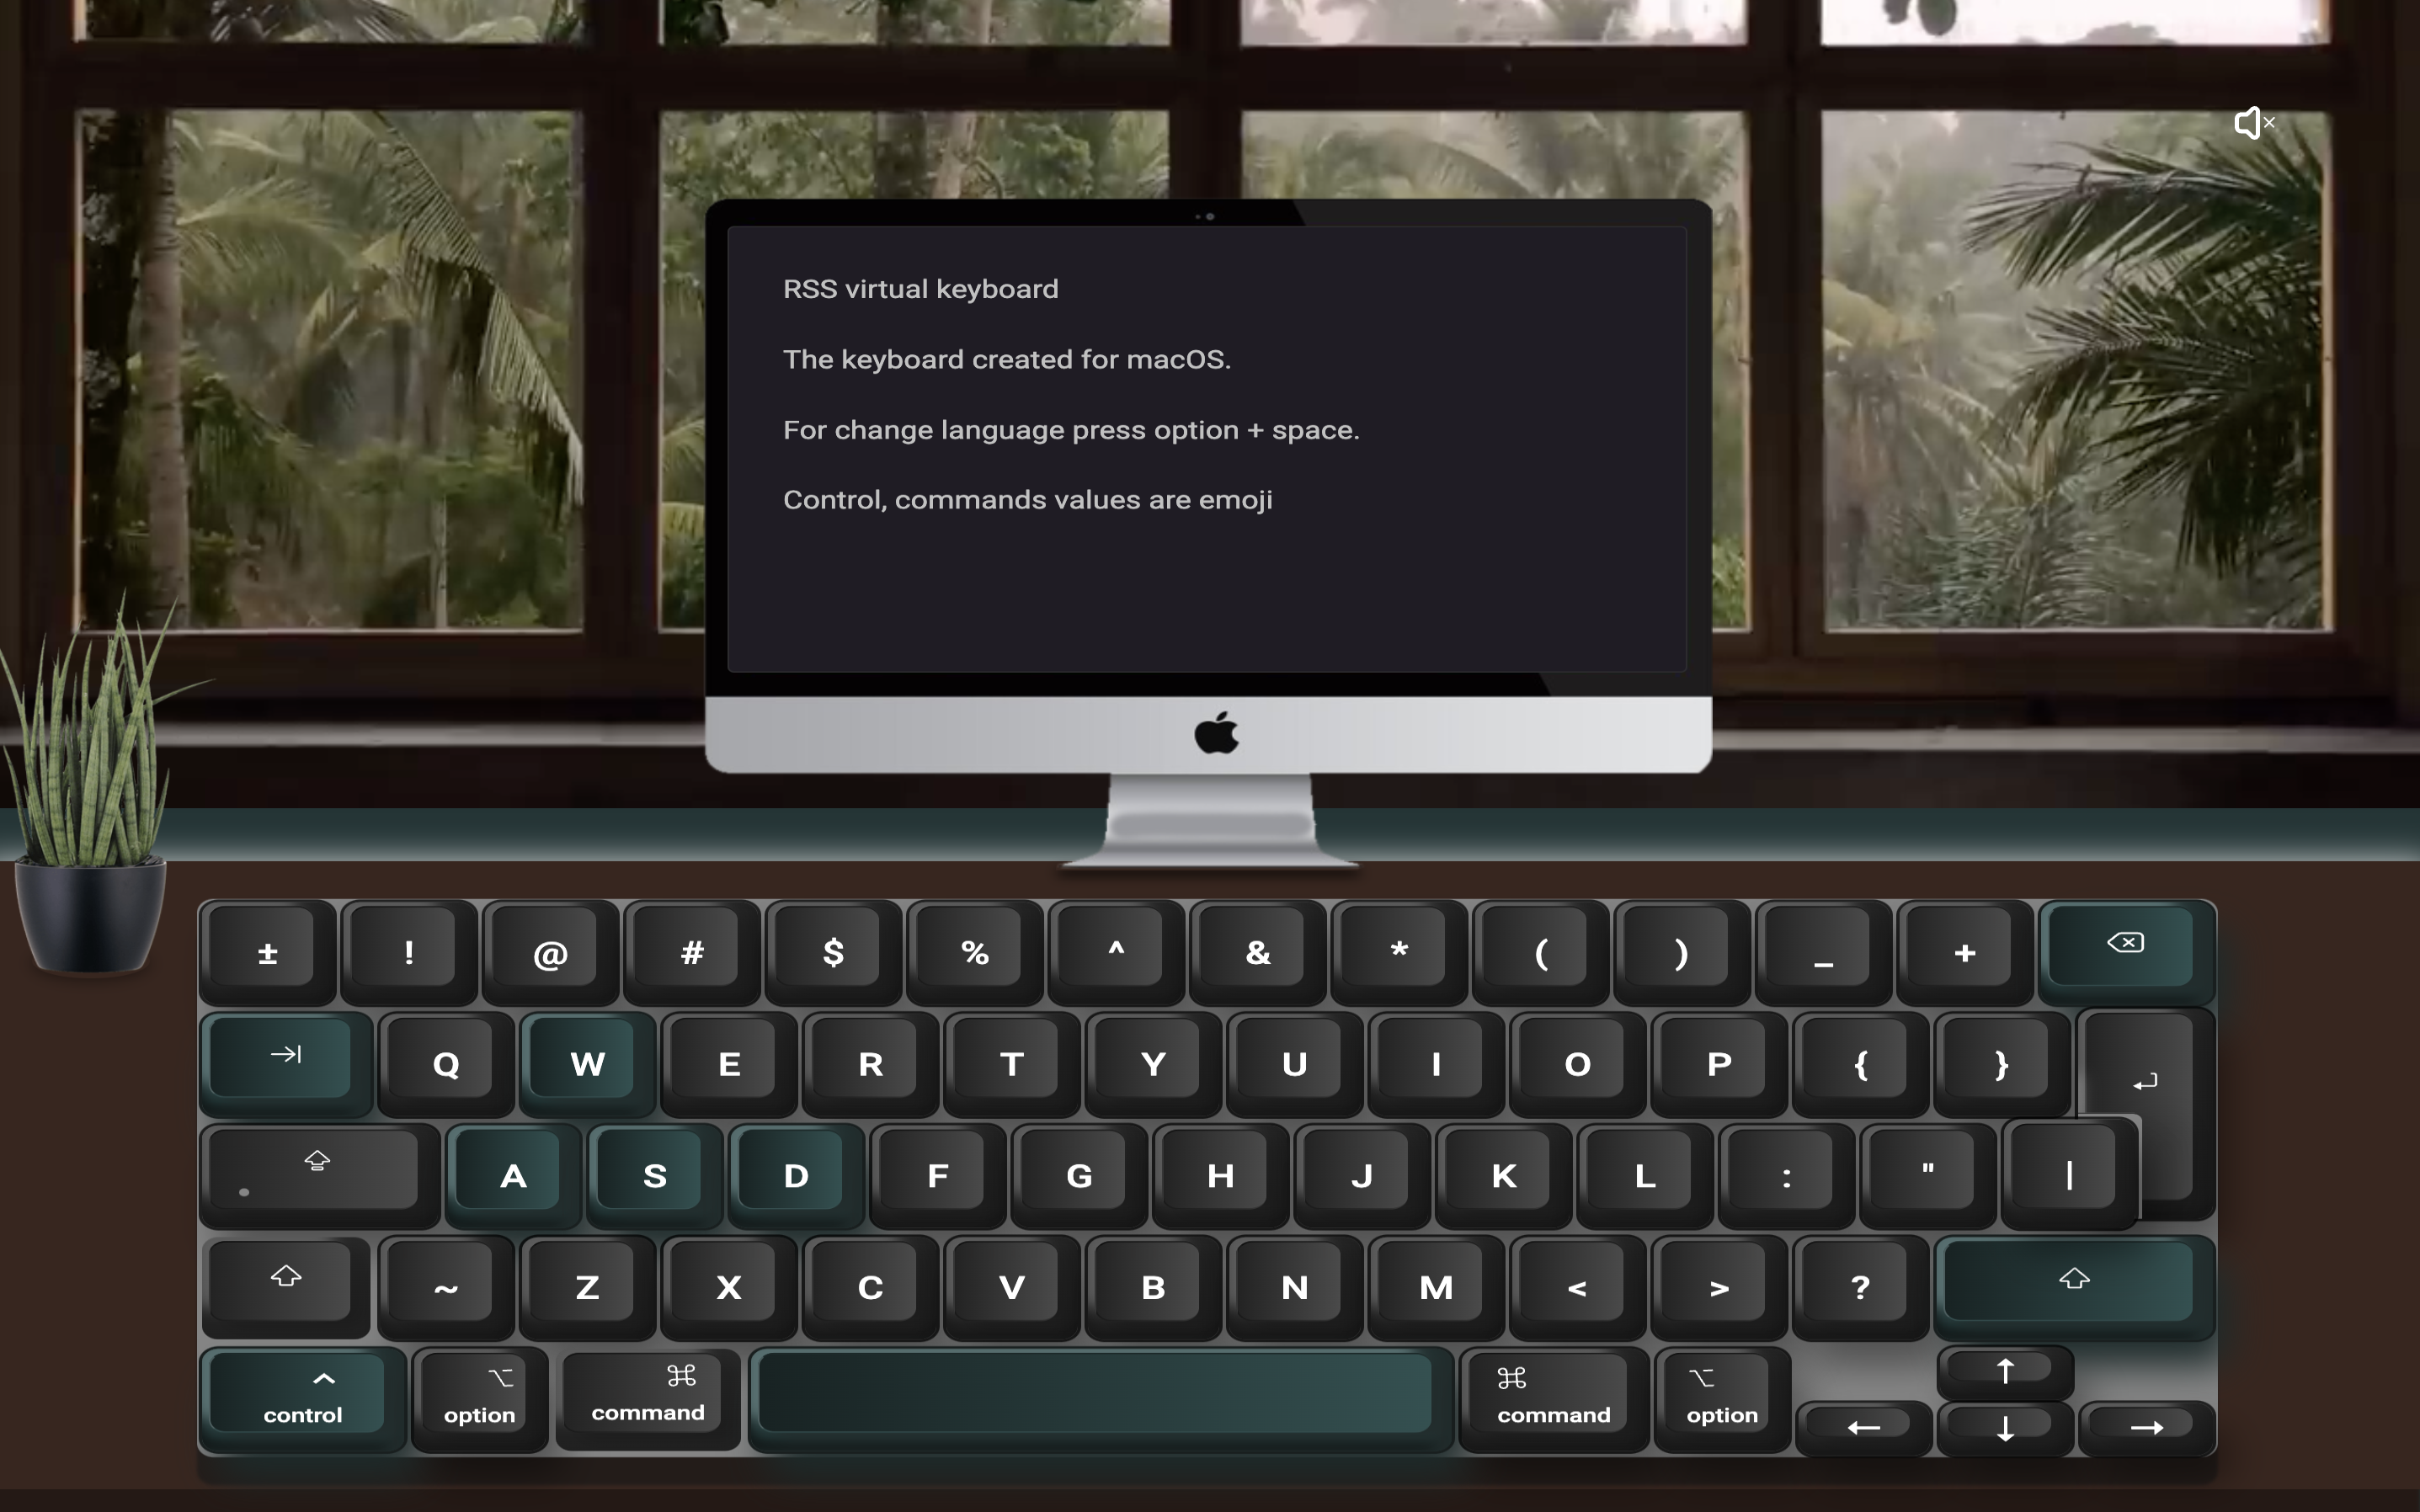 RSS virtual keyboard
The keyboard created for macOS.
For change language press option + space.
Control, commands values are emoji
± ! @ # $ % ^ & * ( ) _ +
Q W E R T Y U I O P { }
A S D F G H J K L : " |
~ Z X C V B N M < > ?
^ control ⌥ option ⌘ command ⌘ command ⌥ option ← ↑ ↓ →